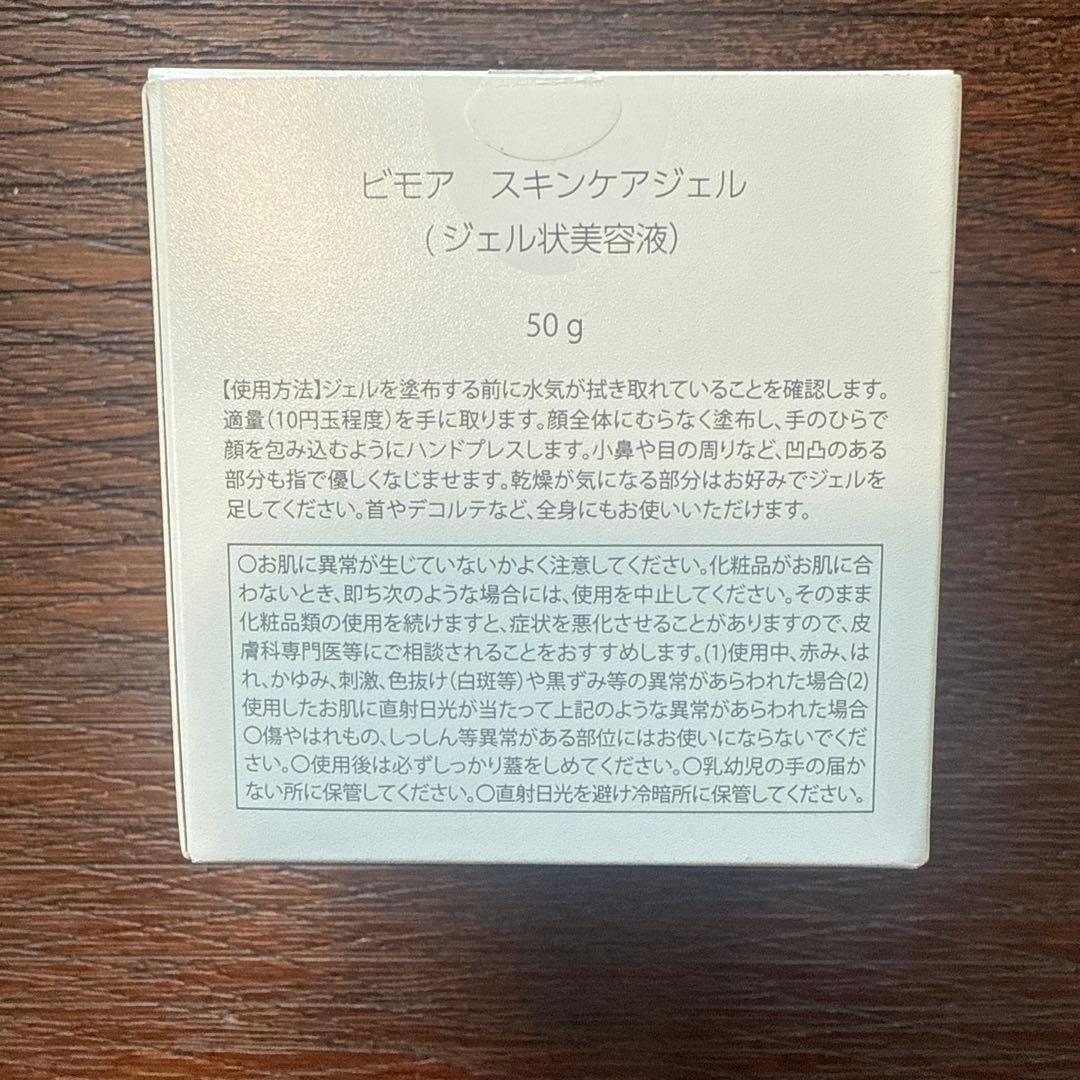 ビモア　スキンケアジェル
(ジェル状美容液)
50 g
【使用方法】ジェルを塗布する前に水気が拭き取れていることを確認します。
適量(10円玉程度)を手に取ります。顔全体にむらなく塗布し、手のひらで
顔を包み込むようにハンドプレスします。小鼻や目の周りなど、凹凸のある
部分も指で優しくなじませます。乾燥が気になる部分はお好みでジェルを
足してください。首やデコルテなど、全身にもお使いいただけます。
〇お肌に異常が生じていないかよく注意してください。化粧品がお肌に合
わないとき、即ち次のような場合には、使用を中止してください。そのまま
化粧品類の使用を続けますと、症状を悪化させることがありますので、皮
膚科専門医等にご相談されることをおすすめします。(1)使用中、赤み、は
れ、かゆみ、刺激、色抜け(白斑等)や黒ずみ等の異常があらわれた場合(2)
使用したお肌に直射日光が当たって上記のような異常があらわれた場合
〇傷やはれもの、しっしん等異常がある部位にはお使いにならないでくだ
さい。〇使用後は必ずしっかり蓋をしめてください。〇乳幼児の手の届か
ない所に保管してください。〇直射日光を避け冷暗所に保管してください。